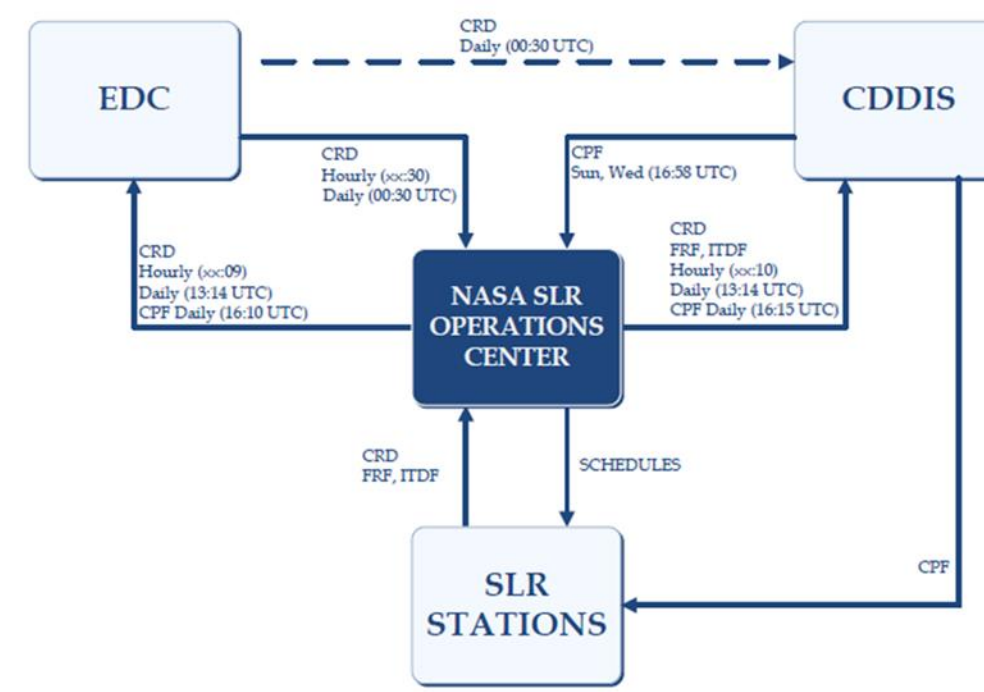 CRD
Daily (00:30 UTC)
EDC
CDDIS
CRD
Hourly (xx:30)
Daily (00:30 UTC)
CPF
Sun, Wed (16:58 UTC)
CRD
Hourly (xx:09)
Daily (13:14 UTC)
CPF Daily (16:10 UTC)
CRD
FRF, ITDF
Hourly (xx:10)
Daily (13:14 UTC)
CPF Daily (16:15 UTC)
NASA SLR
OPERATIONS
CENTER
CRD
FRF, ITDF
SCHEDULES
SLR
STATIONS
CPF